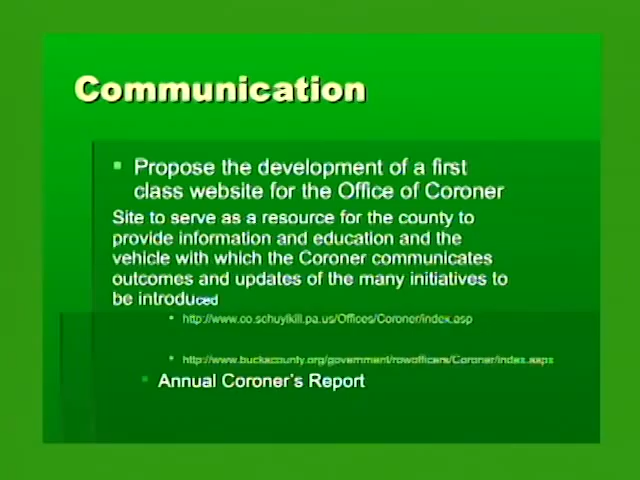 Communication
Propose the development of a first
class website for the Office of Coroner
Site to serve as a resource for the county to
provide information and education and the
vehicle with which the Coroner communicates
outcomes and updates of the many initiatives to
be introduced
http://www.co.schuylkill.pa.us/Offices/Coroner/index.asp
http://www.buckscounty.org/government/rowofficers/Coroner/index.aspx
Annual Coroner's Report